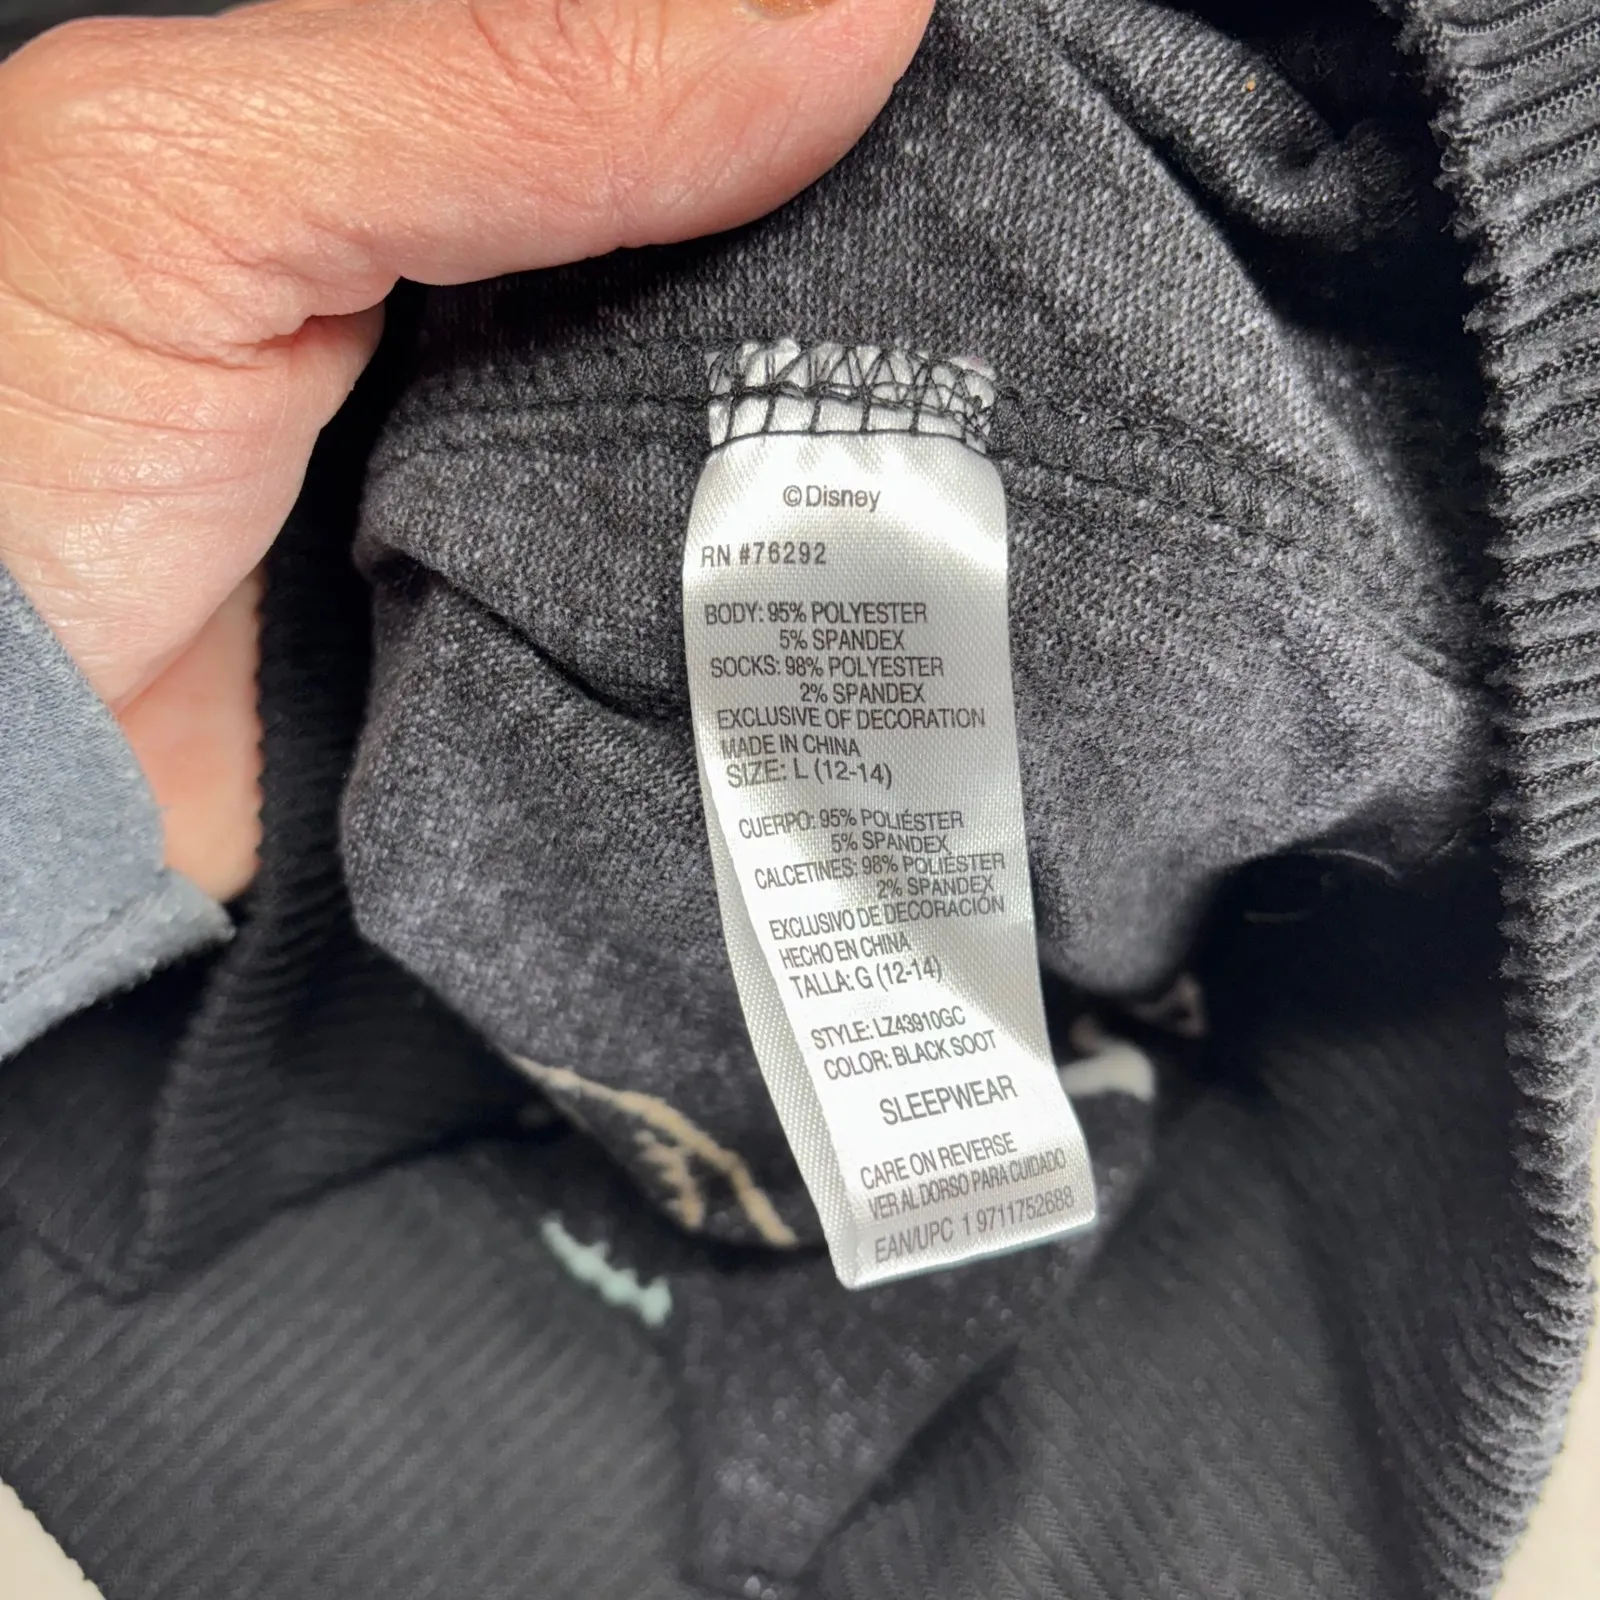 ©Disney
RN #76292
BODY: 95% POLYESTER
5% SPANDEX
SOCKS: 98% POLYESTER
2% SPANDEX
EXCLUSIVE OF DECORATION
MADE IN CHINA
SIZE: L (12-14)
CUERPO: 95% POLIÉSTER
5% SPANDEX
CALCETINES: 98% POLIÉSTER
2% SPANDEX
EXCLUSIVO DE DECORACIÓN
HECHO EN CHINA
TALLA: G (12-14)
STYLE: LZ43910GC
COLOR: BLACK SOOT
SLEEPWEAR
CARE ON REVERSE
VER AL DORSO PARA CUIDADO
EAN/UPC 1 9711752688